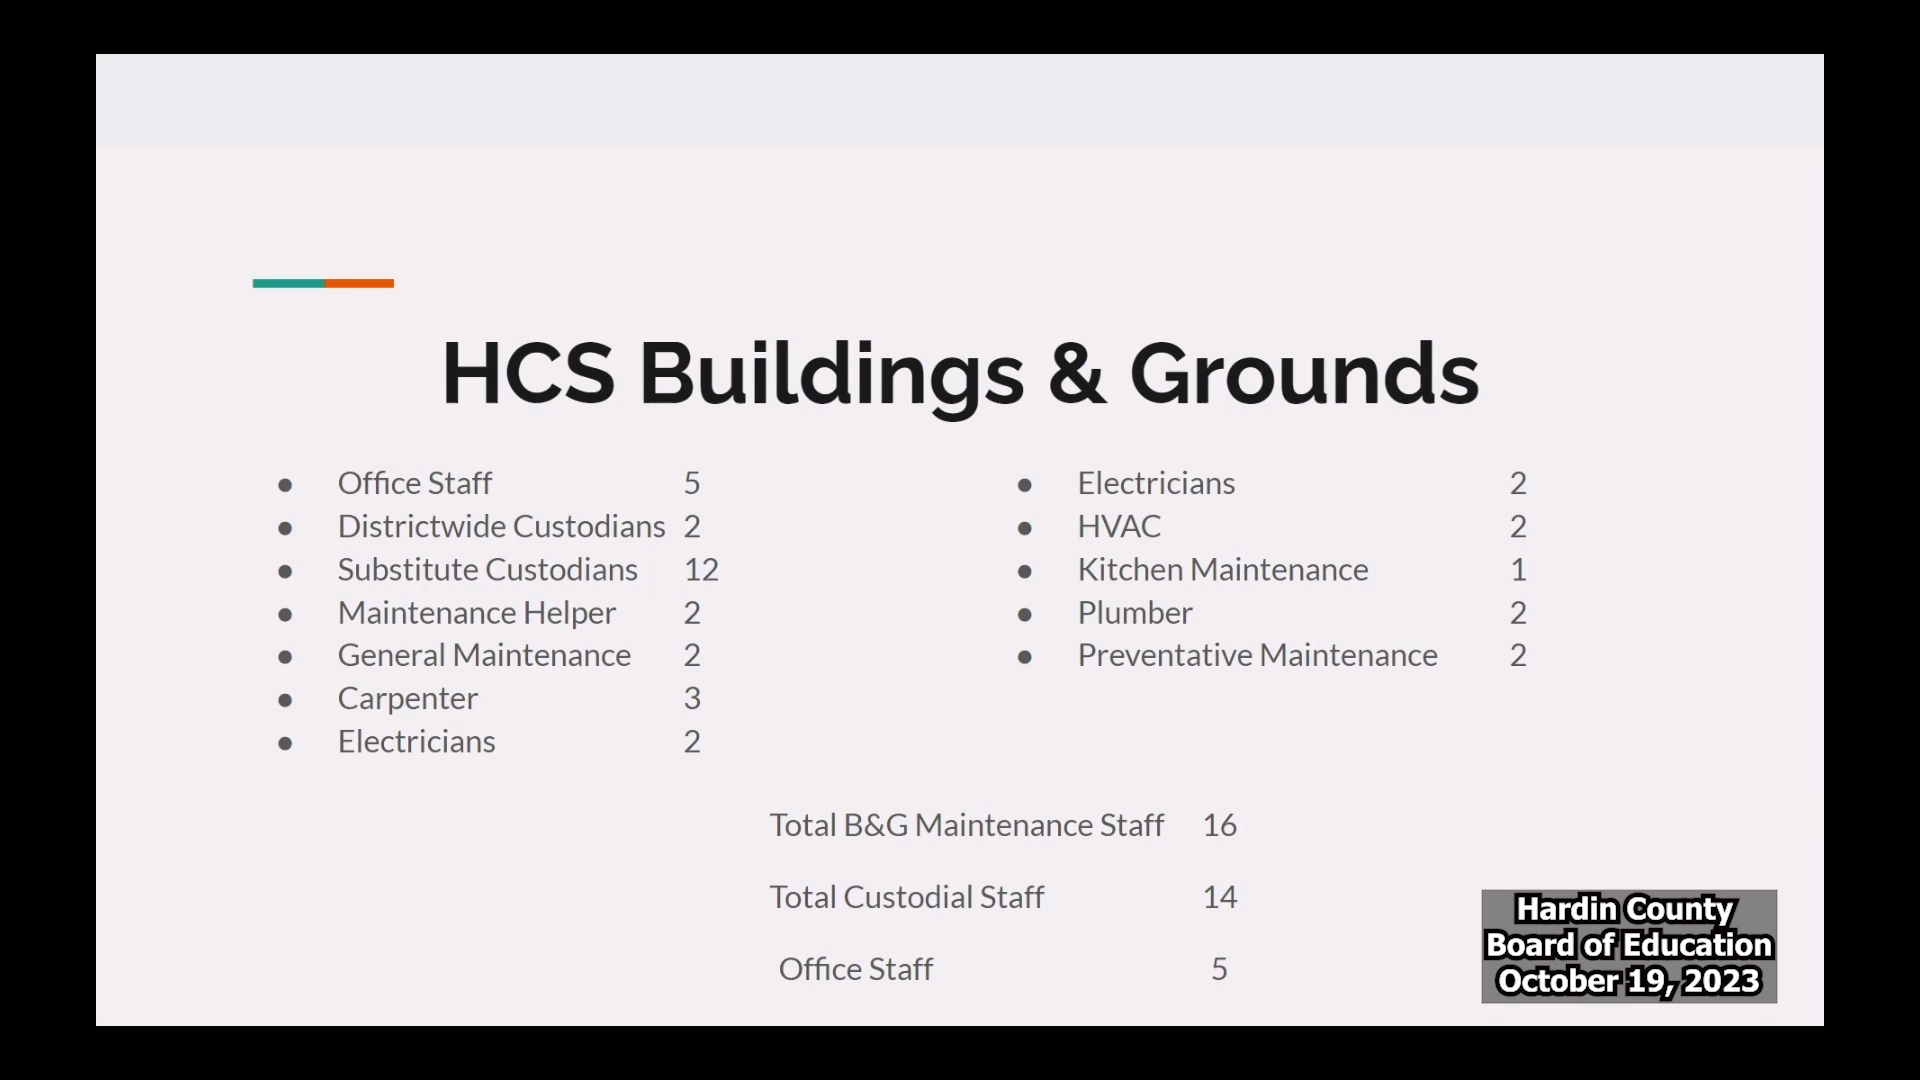 HCS Buildings & Grounds
● Office Staff 5
● Districtwide Custodians 2
● Substitute Custodians 12
● Maintenance Helper 2
● General Maintenance 2
● Carpenter 3
● Electricians 2
● Electricians 2
● HVAC 2
● Kitchen Maintenance 1
● Plumber 2
● Preventative Maintenance 2
Total B&G Maintenance Staff 16
Total Custodial Staff 14
Office Staff 5
Hardin County
Board of Education
October 19, 2023